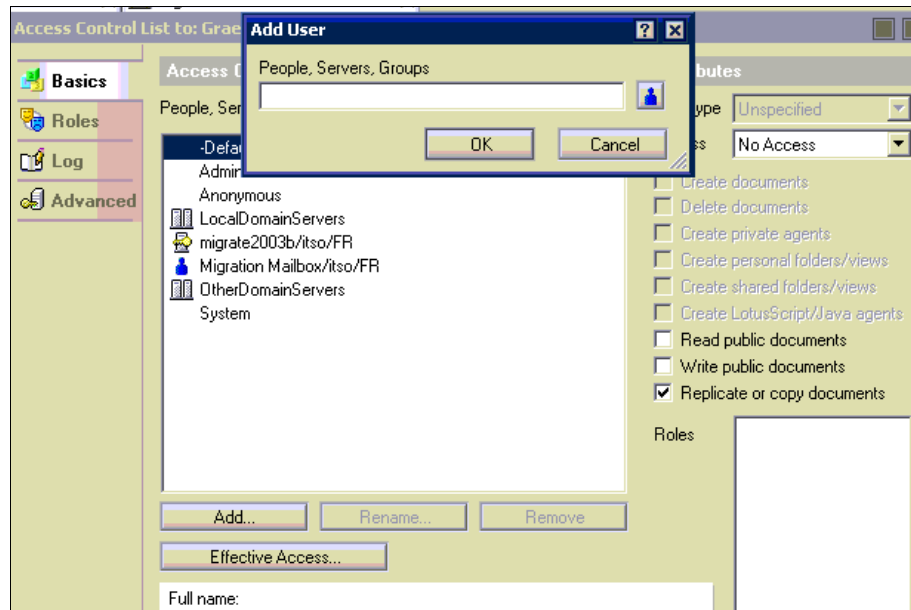 Access Control List to: Grae
Add User
People, Servers, Groups
OK
Cancel
Basics
Roles
Log
Advanced
Access C
butes
People, Ser
ype
Unspecified
ss
No Access
-Defau
Admin
Anonymous
LocalDomainServers
migrate2003b/itso/FR
Migration Mailbox/itso/FR
OtherDomainServers
System
Create documents
Delete documents
Create private agents
Create personal folders/views
Create shared folders/views
Create LotusScript/Java agents
Read public documents
Write public documents
Replicate or copy documents
Roles
Add...
Rename...
Remove
Effective Access...
Full name: